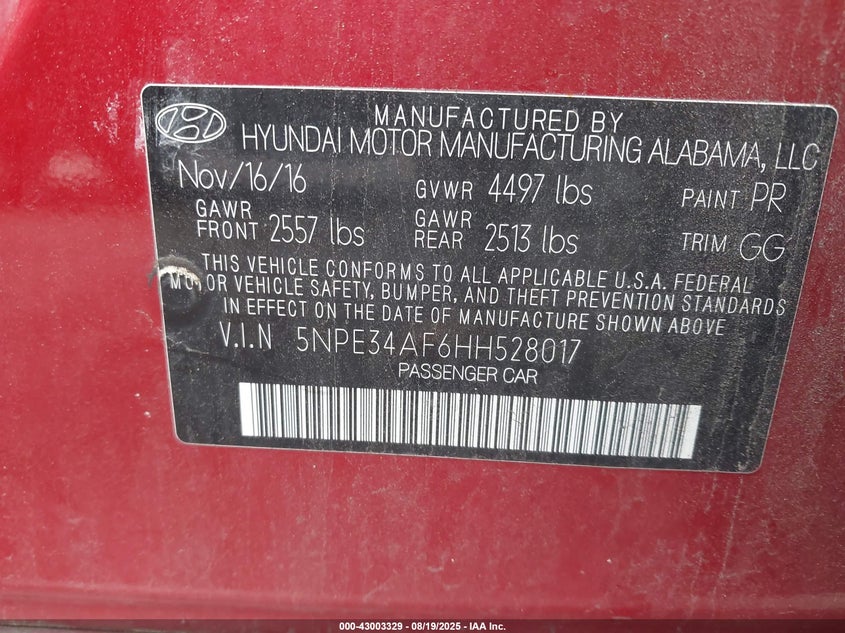 MANUFACTURED BY
HYUNDAI MOTOR MANUFACTURING ALABAMA, LLC
Nov/16/16 GVWR 4497 lbs PAINT PR
GAWR FRONT 2557 lbs GAWR REAR 2513 lbs TRIM GG
THIS VEHICLE CONFORMS TO ALL APPLICABLE U.S.A. FEDERAL
MOTOR VEHICLE SAFETY, BUMPER, AND THEFT PREVENTION STANDARDS
IN EFFECT ON THE DATE OF MANUFACTURE SHOWN ABOVE
V.I.N 5NPE34AF6HH528017
PASSENGER CAR
000-43003329 - 08/19/2025 - IAA Inc.